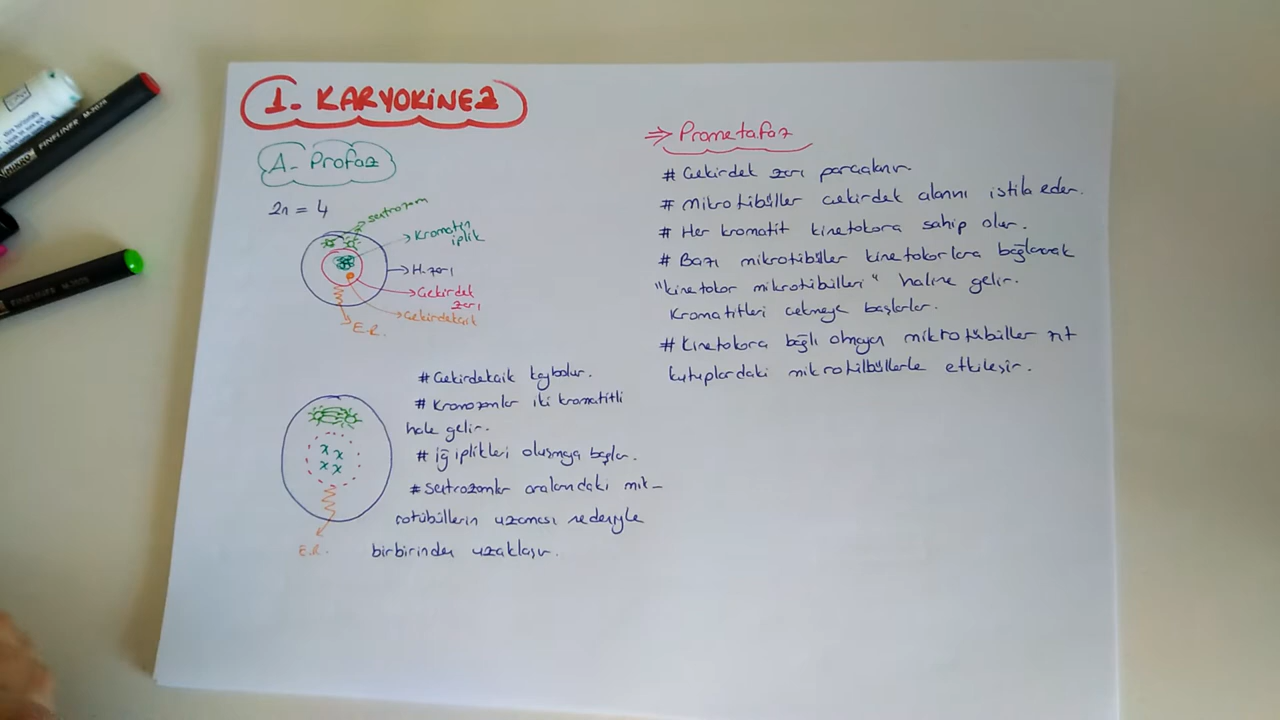 1. KARYOKİNEZ
A- Profaz
2n = 4
sentrozom
Kromatin
iplik
H. zarı
Çekirdek
zarı
Çekirdekçik
E.R.
# Çekirdekçik kaybolur.
# Kromozomlar iki kromatitli
hale gelir.
# İğ iplikleri oluşmaya başlar.
# Sentrozomlar aralarındaki mik-
rotübüllerin uzaması nedeniyle
birbirinden uzaklaşır.
E.R.
⇒ Prometafaz
# Çekirdek zarı parçalanır.
# Mikrotübüller çekirdek alanını istila eder.
# Her kromatit kinetokora sahip olur.
# Bazı mikrotübüller kinetokorlara bağlanarak
"kinetokor mikrotübülleri" haline gelir.
Kromatitleri çekmeye başlarlar.
# Kinetokora bağlı olmayan mikrotübüller zıt
kutuplardaki mikrotübüllerle etkileşir.
FINELINER